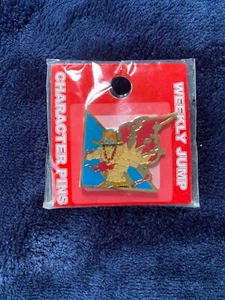 WEEKLY JUMP
CHARACTER PINS